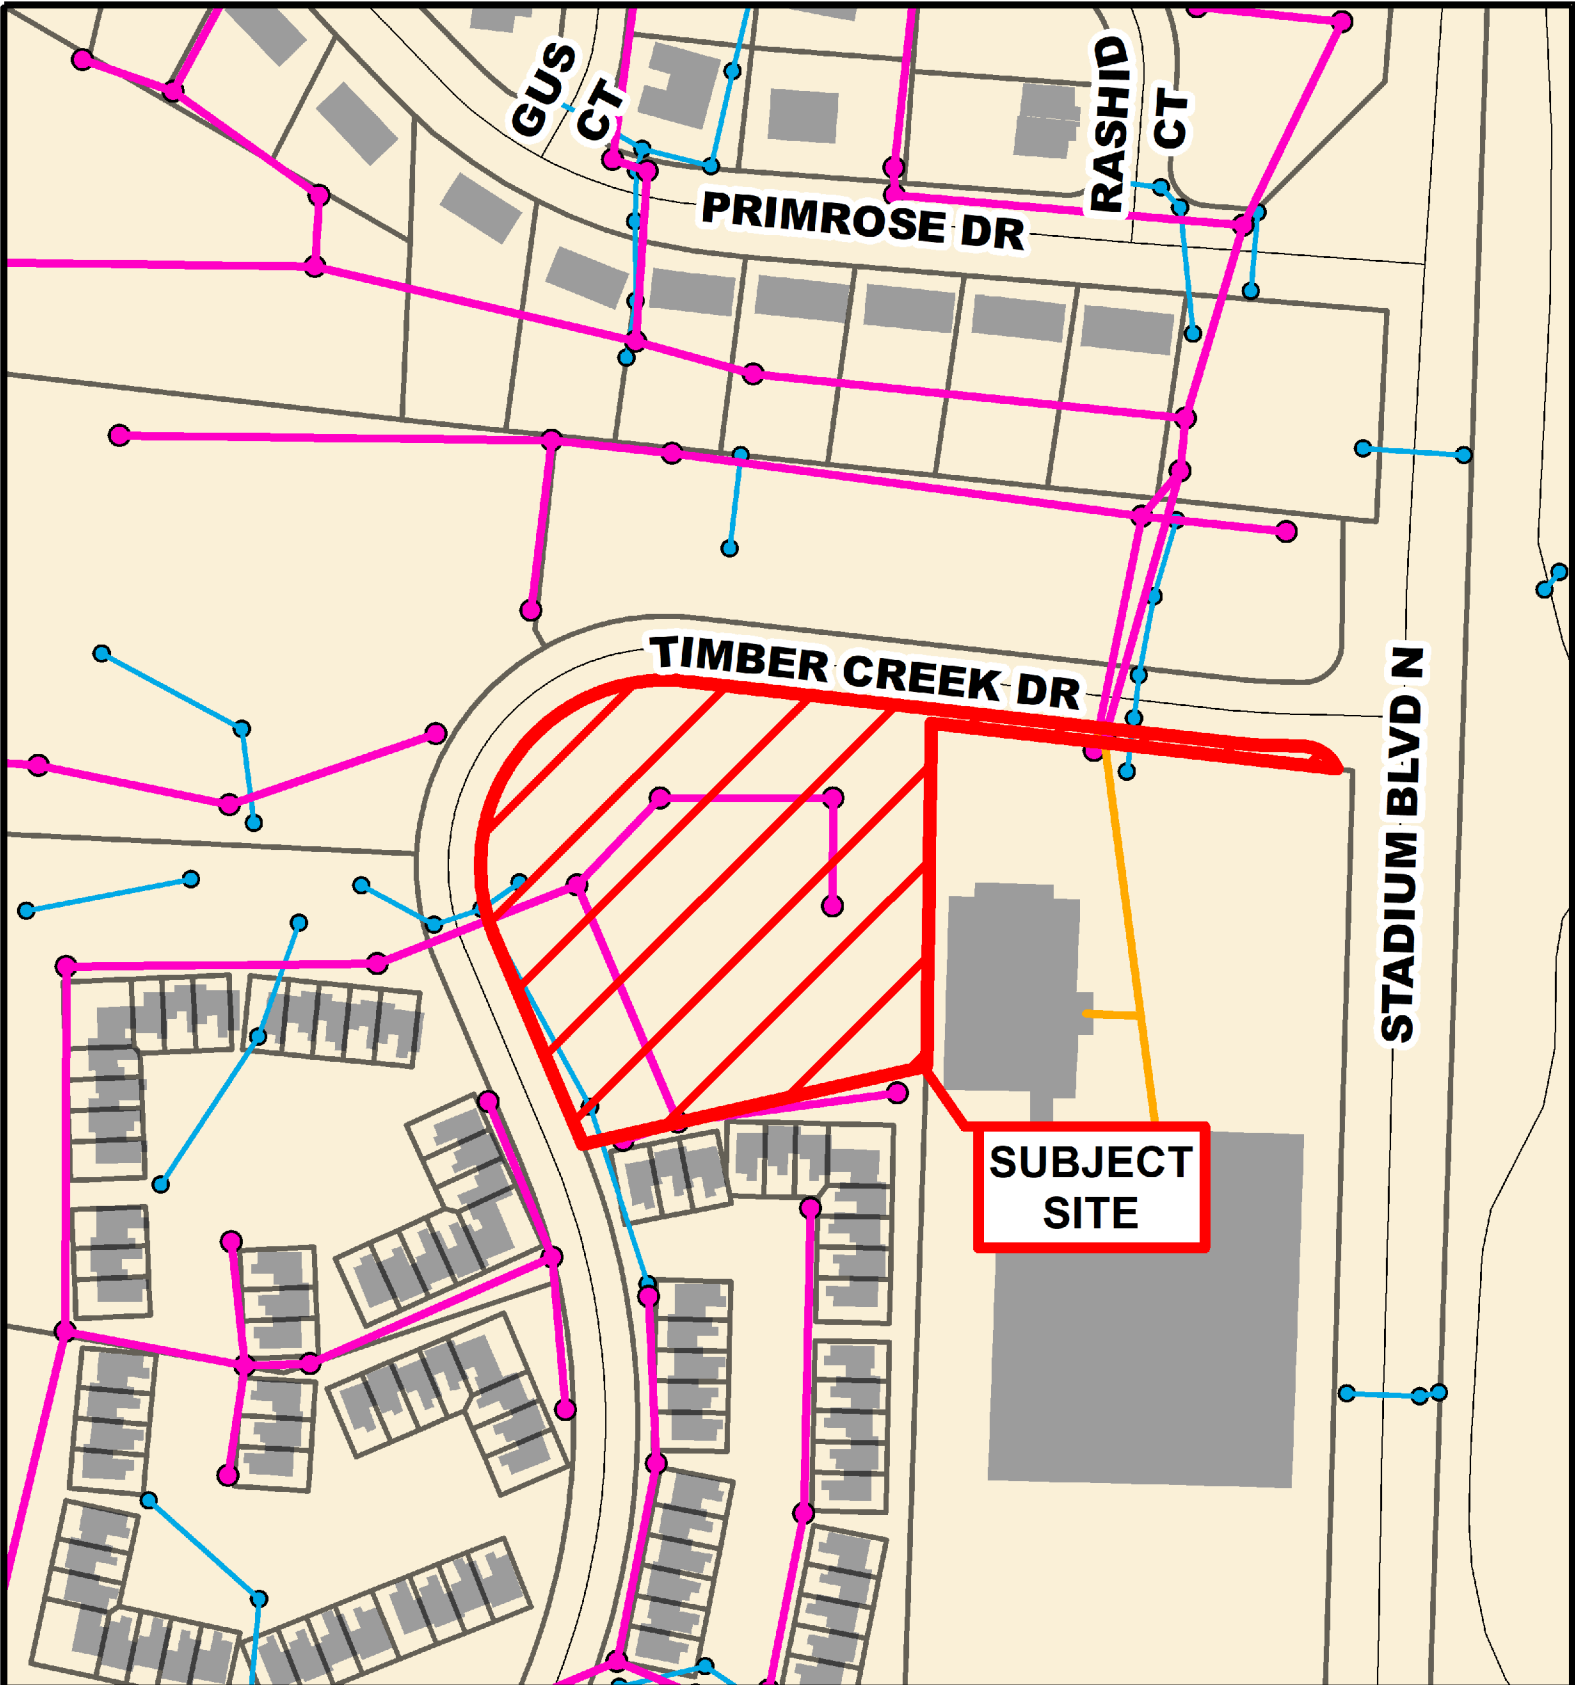 GUS
CT
RASHID
CT
PRIMROSE DR
TIMBER CREEK DR
STADIUM BLVD N
SUBJECT
SITE